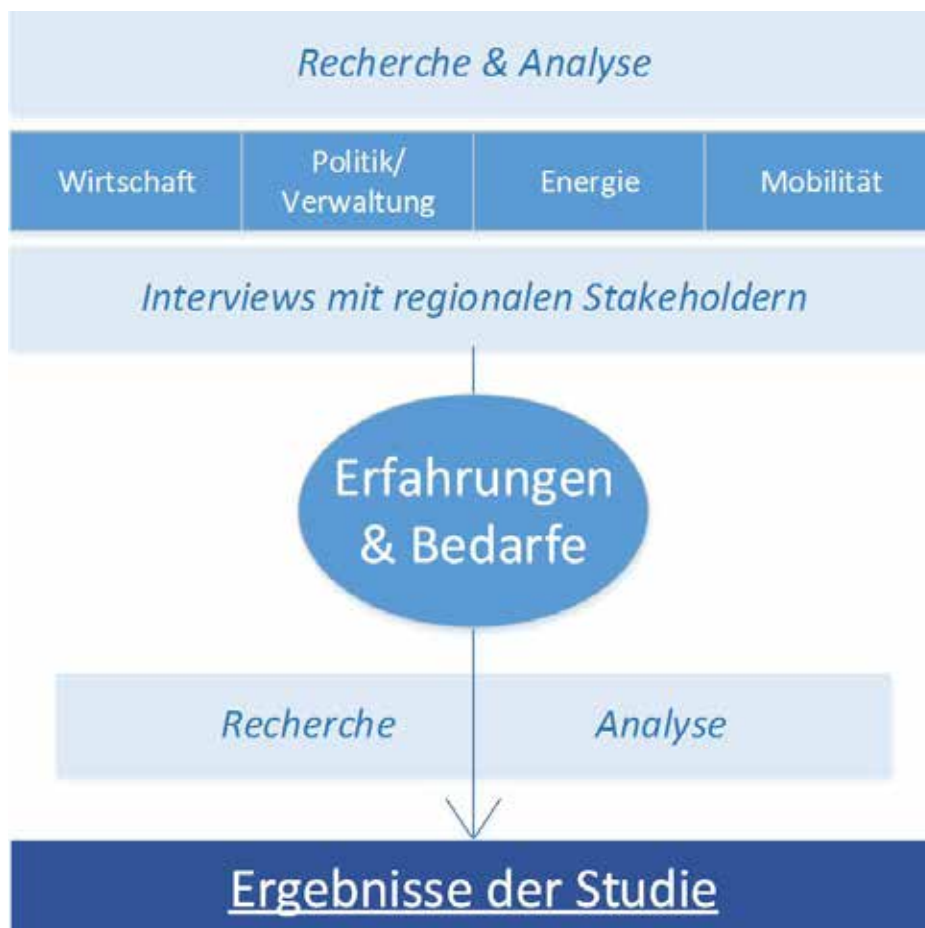 Recherche & Analyse
Wirtschaft
Politik/
Verwaltung
Energie
Mobilität
Interviews mit regionalen Stakeholdern
Erfahrungen
& Bedarfe
Recherche
Analyse
Ergebnisse der Studie